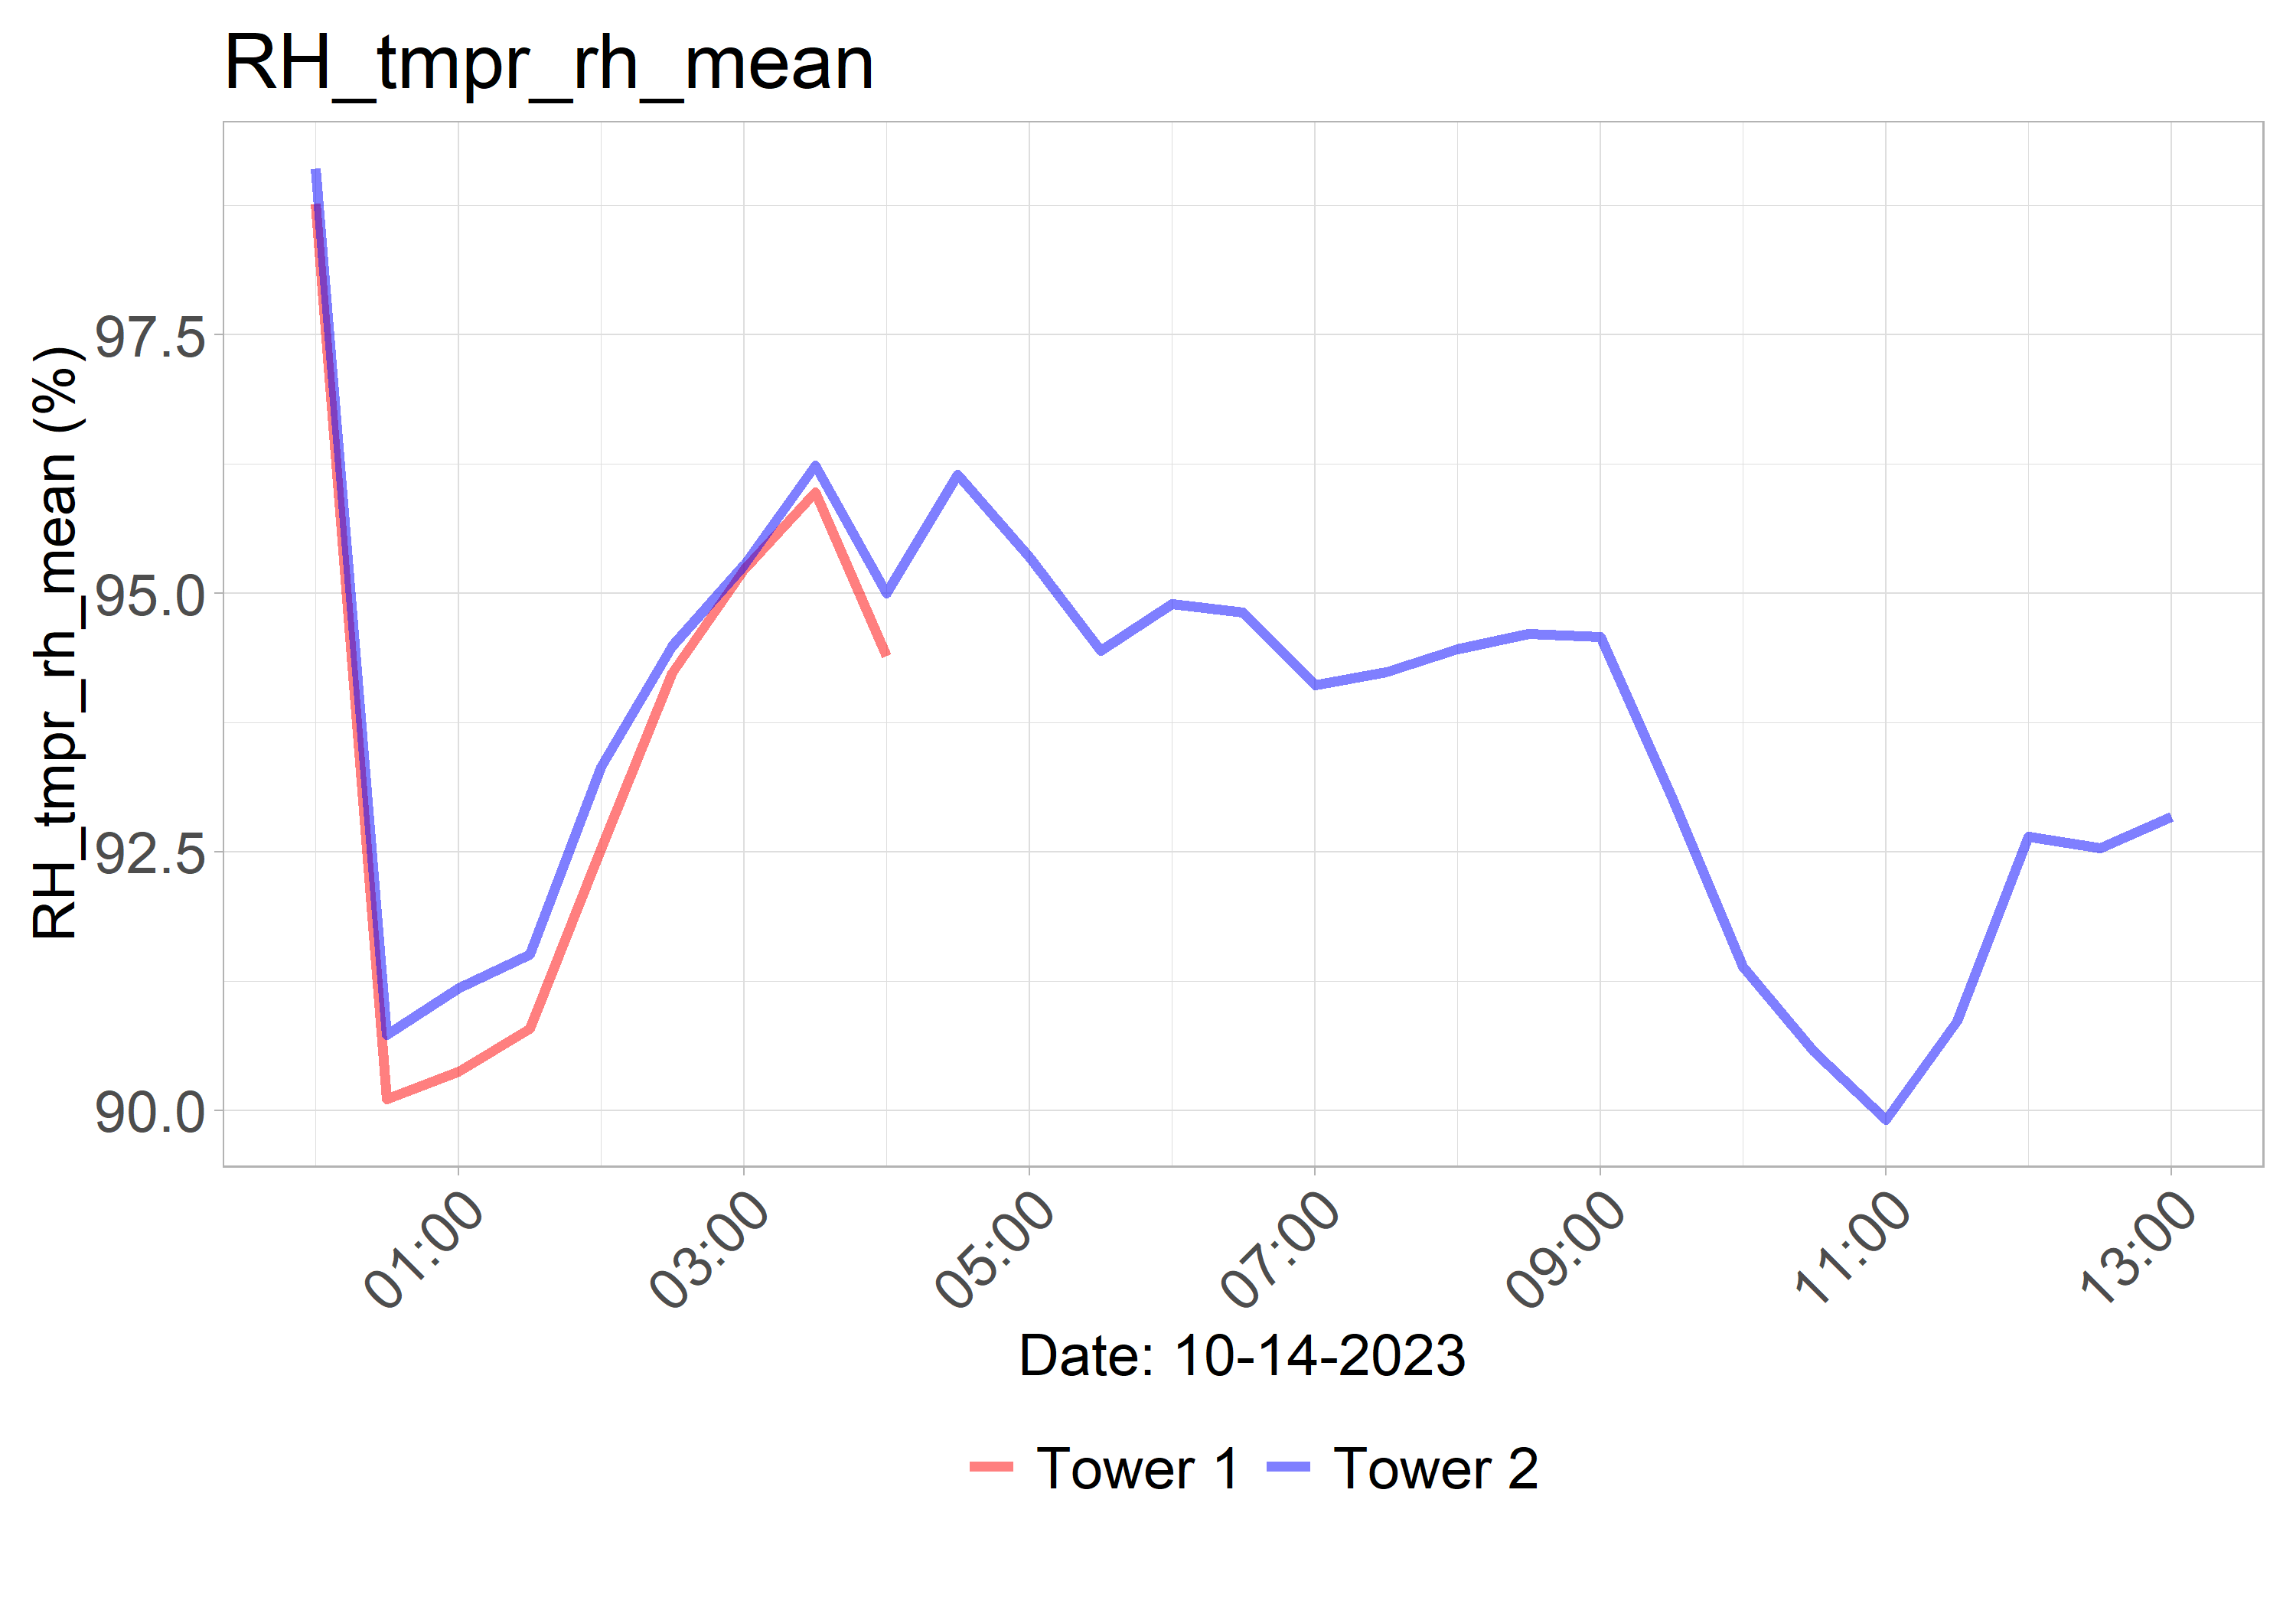 RH_tmpr_rh_mean
RH_tmpr_rh_mean (%)
97.5
95.0
92.5
90.0
01:00 03:00 05:00 07:00 09:00 11:00 13:00
Date: 10-14-2023
Tower 1 Tower 2